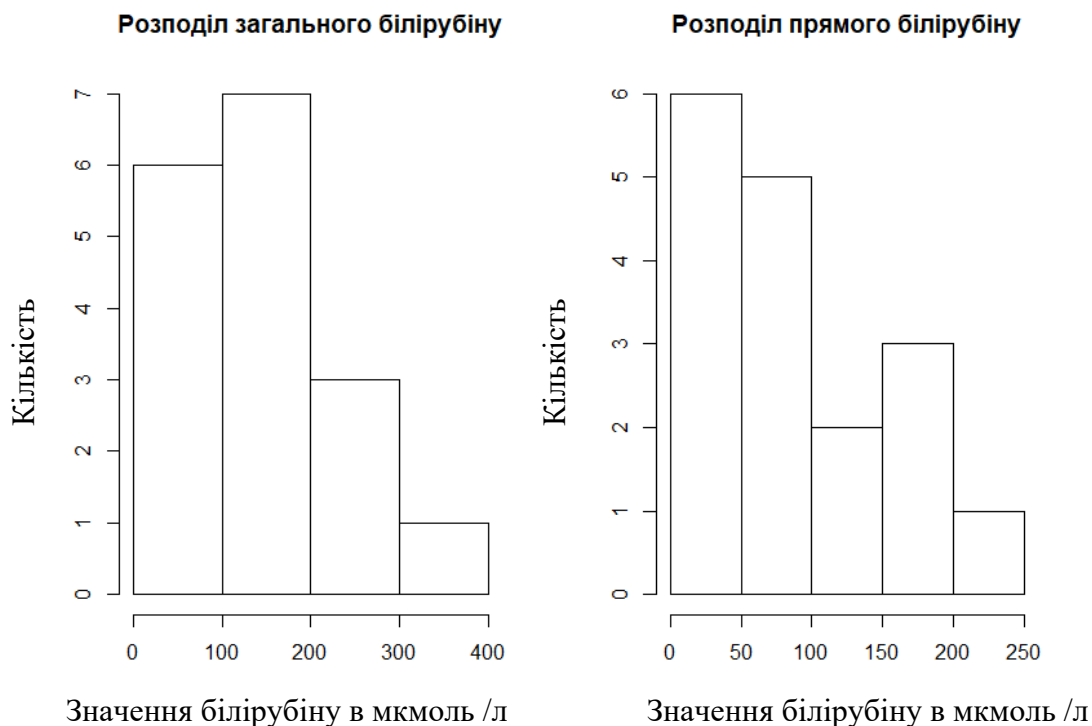 Розподіл загального білірубіну
Кількість
7
6
5
4
3
2
1
0
0 100 200 300 400
Значення білірубіну в мкмоль /л
Розподіл прямого білірубіну
Кількість
6
5
4
3
2
1
0
0 50 100 150 200 250
Значення білірубіну в мкмоль /л